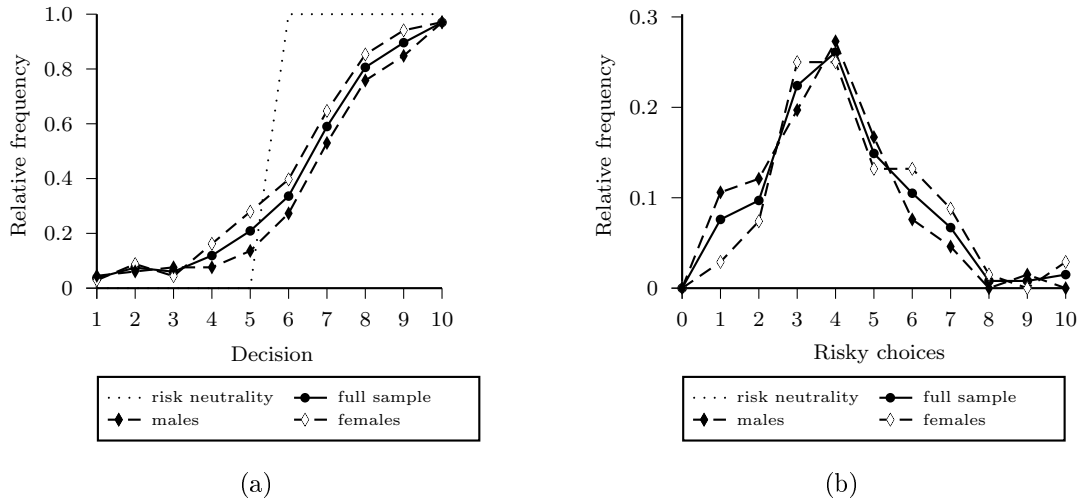 Relative frequency
1.0
0.8
0.6
0.4
0.2
0
1 2 3 4 5 6 7 8 9 10
Decision
risk neutrality full sample
males females
(a)
Relative frequency
0.3
0.2
0.1
0
0 1 2 3 4 5 6 7 8 9 10
Risky choices
risk neutrality full sample
males females
(b)